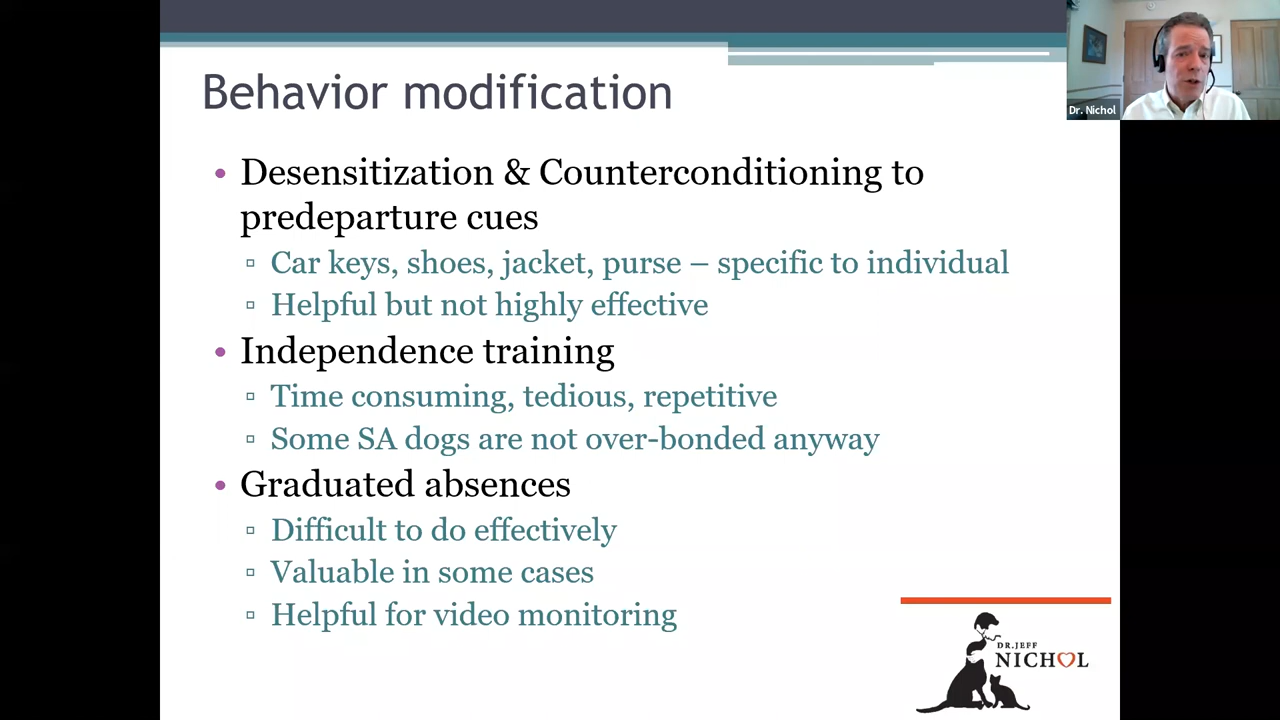 Behavior modification
• Desensitization & Counterconditioning to
predeparture cues
▫ Car keys, shoes, jacket, purse – specific to individual
▫ Helpful but not highly effective
• Independence training
▫ Time consuming, tedious, repetitive
▫ Some SA dogs are not over-bonded anyway
• Graduated absences
▫ Difficult to do effectively
▫ Valuable in some cases
▫ Helpful for video monitoring
Dr. Nichol
DR.JEFF
NICHOL